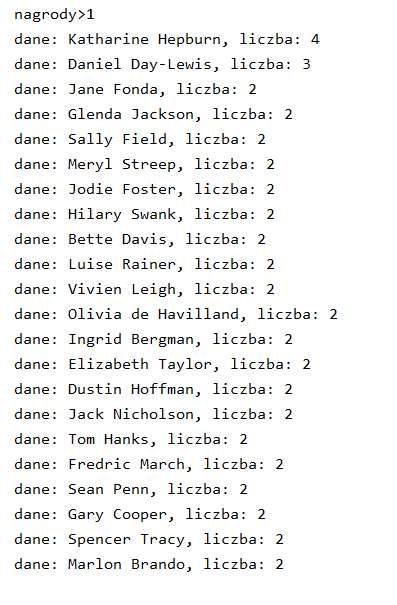 nagrody>1
dane: Katharine Hepburn, liczba: 4
dane: Daniel Day-Lewis, liczba: 3
dane: Jane Fonda, liczba: 2
dane: Glenda Jackson, liczba: 2
dane: Sally Field, liczba: 2
dane: Meryl Streep, liczba: 2
dane: Jodie Foster, liczba: 2
dane: Hilary Swank, liczba: 2
dane: Bette Davis, liczba: 2
dane: Luise Rainer, liczba: 2
dane: Vivien Leigh, liczba: 2
dane: Olivia de Havilland, liczba: 2
dane: Ingrid Bergman, liczba: 2
dane: Elizabeth Taylor, liczba: 2
dane: Dustin Hoffman, liczba: 2
dane: Jack Nicholson, liczba: 2
dane: Tom Hanks, liczba: 2
dane: Fredric March, liczba: 2
dane: Sean Penn, liczba: 2
dane: Gary Cooper, liczba: 2
dane: Spencer Tracy, liczba: 2
dane: Marlon Brando, liczba: 2